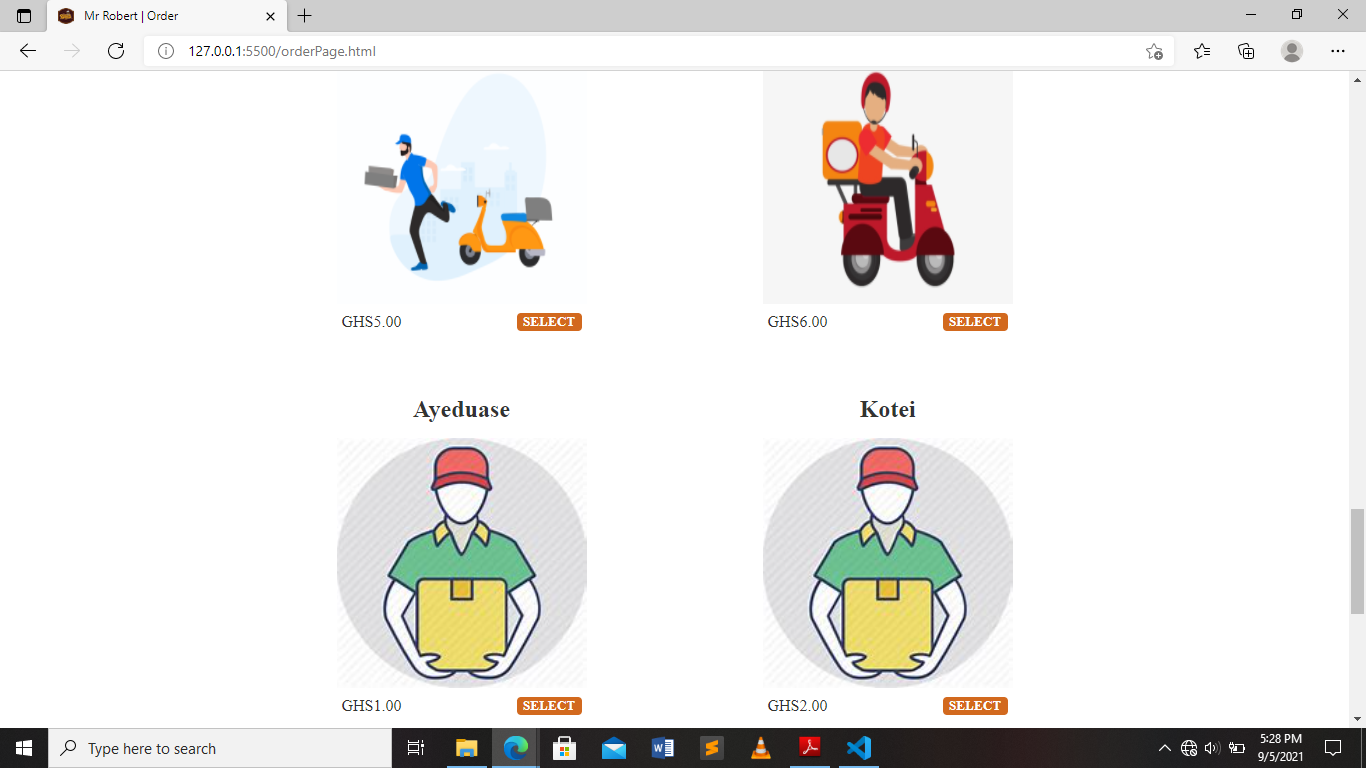 Mr Robert | Order
127.0.0.1:5500/orderPage.html
GHS5.00 SELECT
GHS6.00 SELECT
Ayeduase
Kotei
GHS1.00 SELECT
GHS2.00 SELECT
Type here to search
5:28 PM
9/5/2021